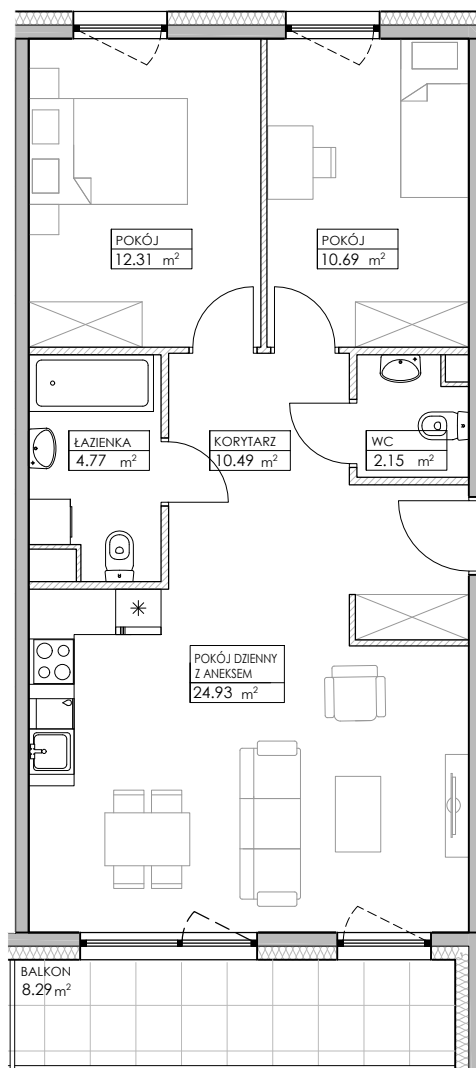 POKÓJ
12.31 m²
POKÓJ
10.69 m²
ŁAZIENKA
4.77 m²
KORYTARZ
10.49 m²
WC
2.15 m²
POKÓJ DZIENNY
Z ANEKSEM
24.93 m²
BALKON
8.29 m²